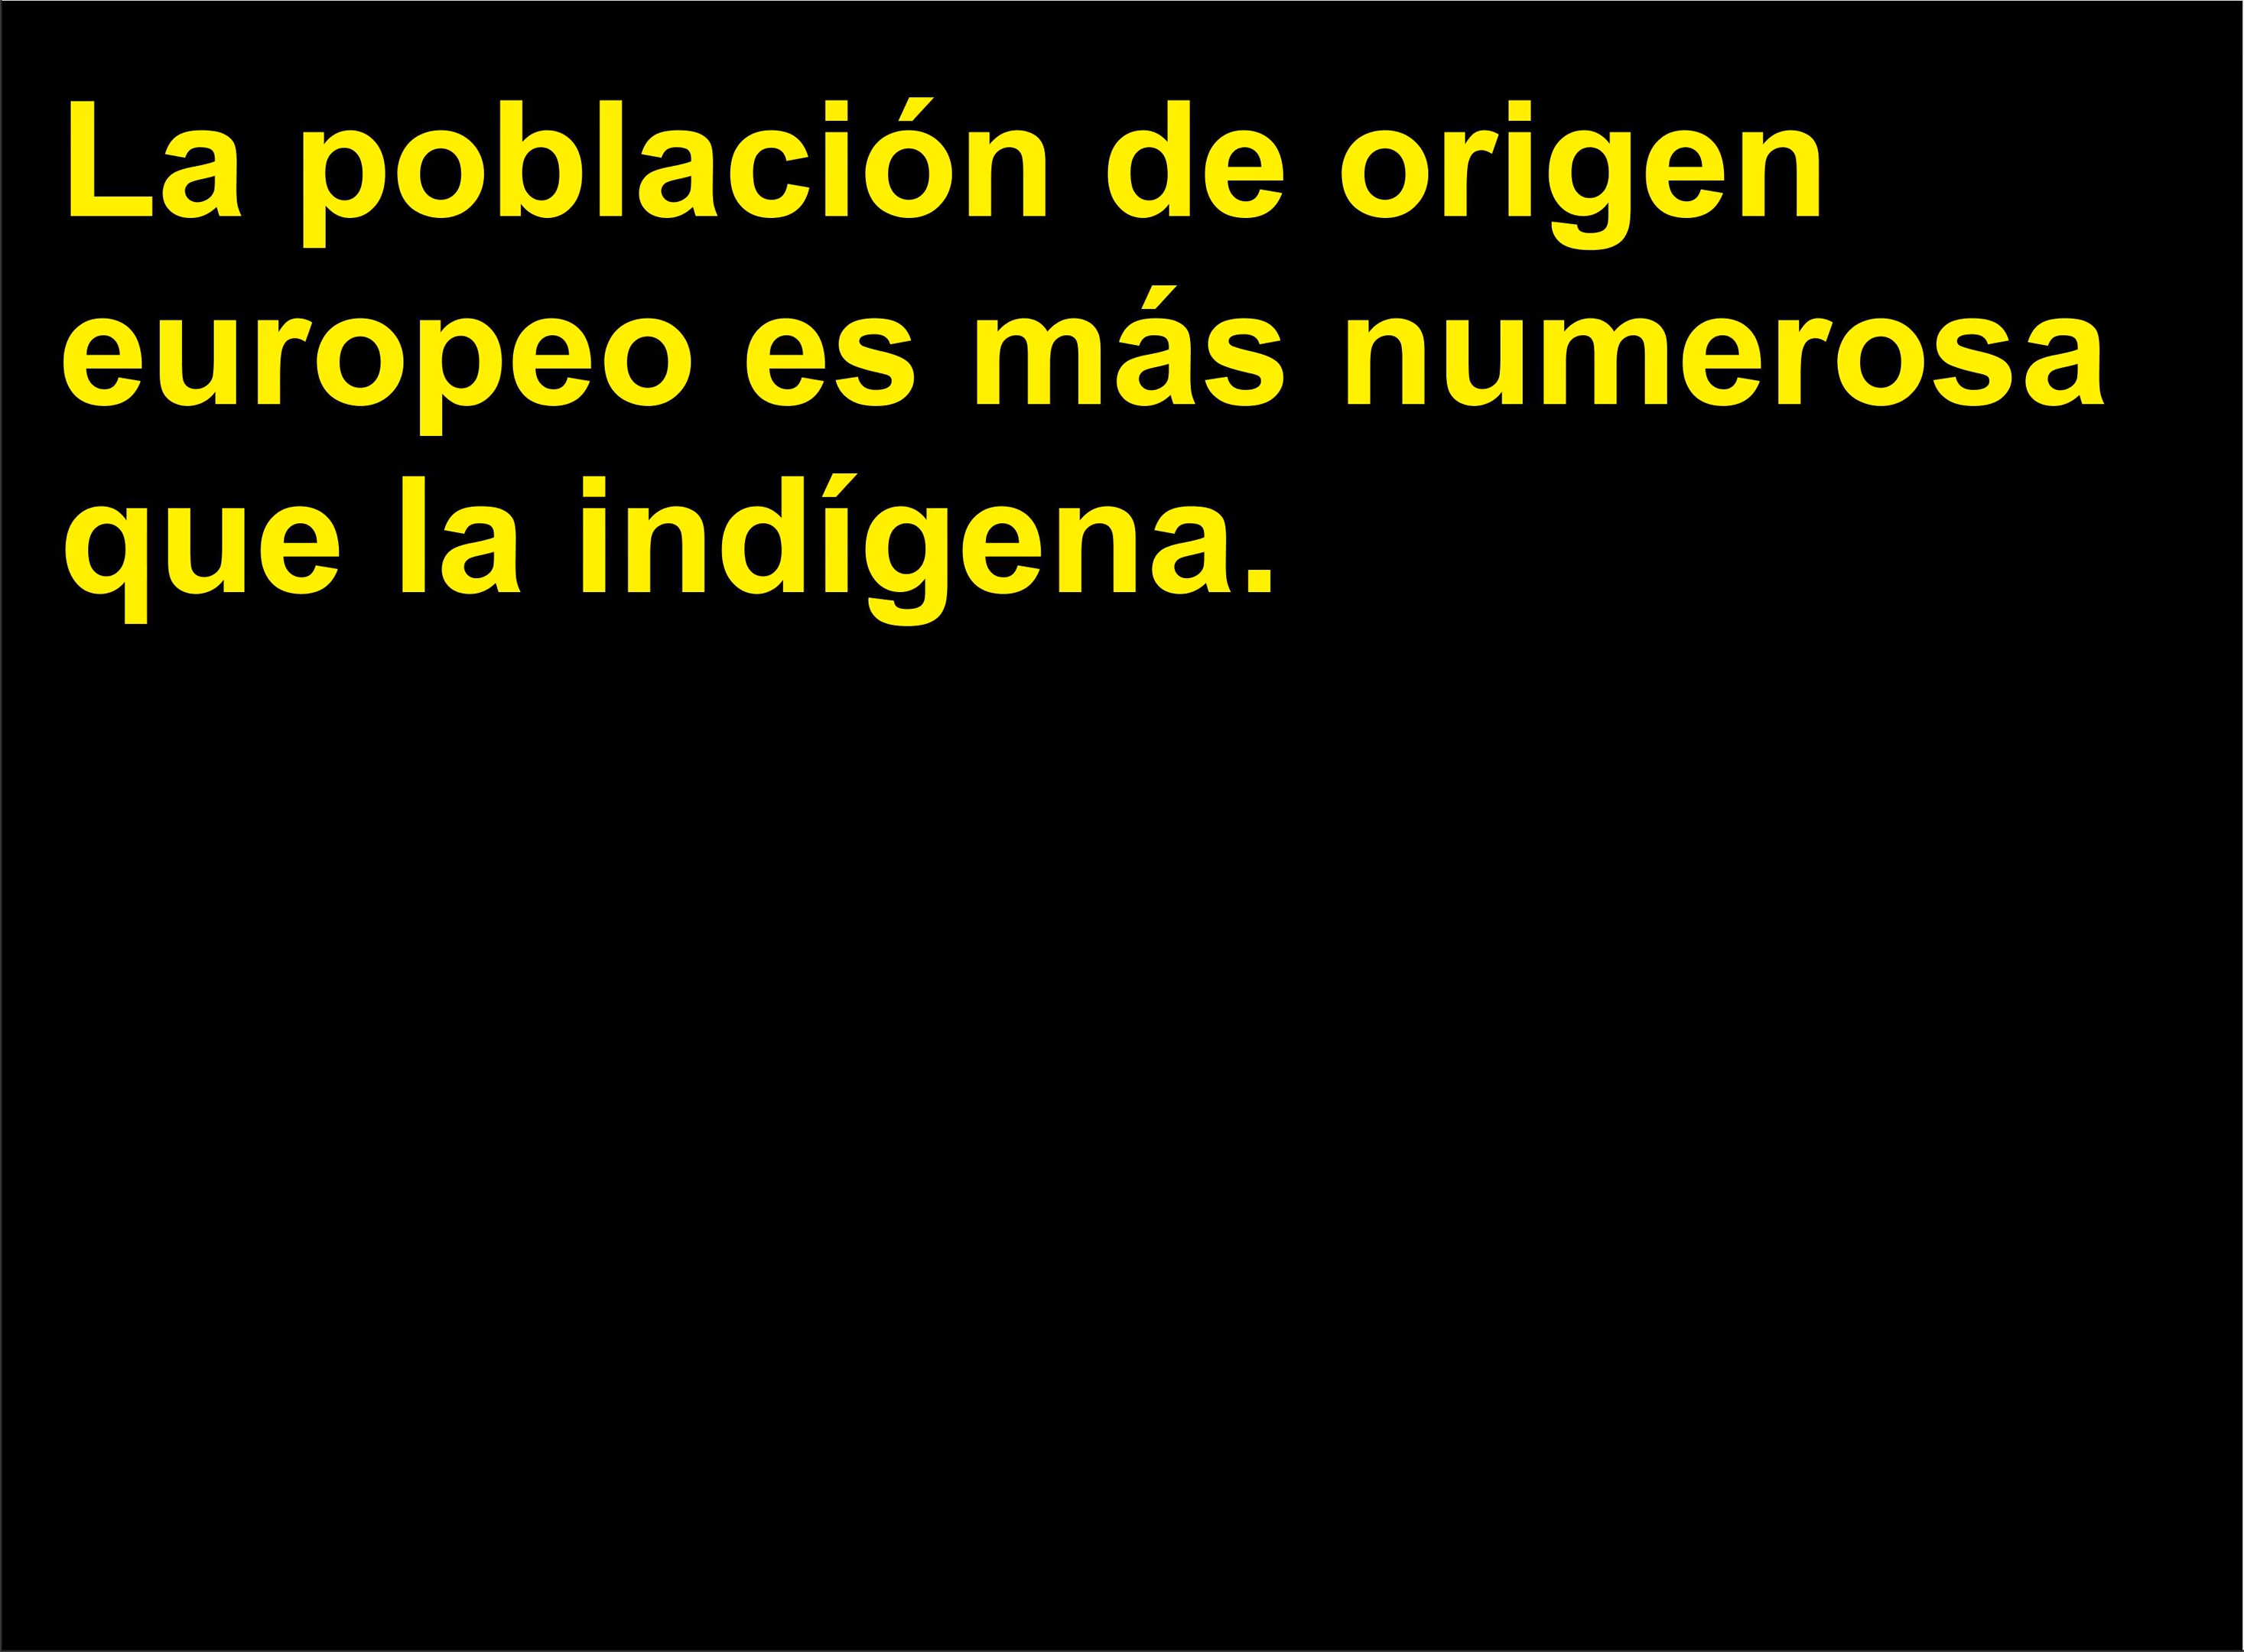 La población de origen
europeo es más numerosa
que la indígena.